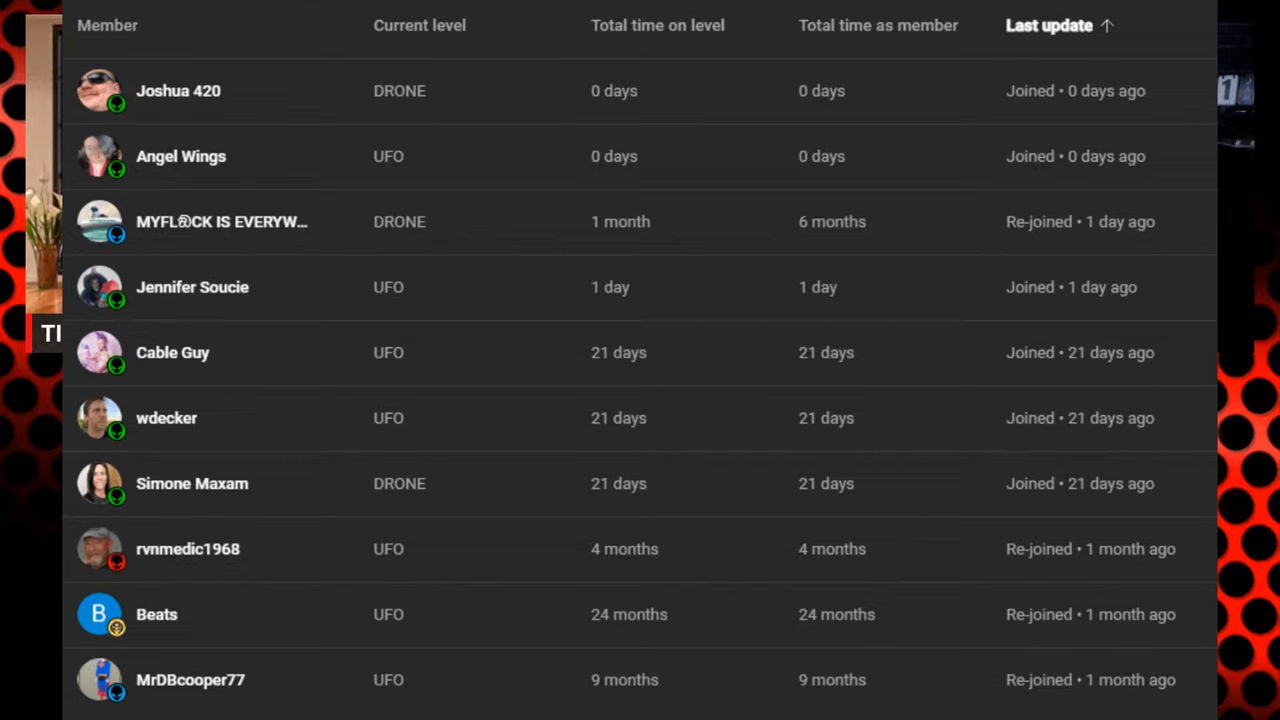 Member Current level Total time on level Total time as member Last update ↑
Joshua 420 DRONE 0 days 0 days Joined • 0 days ago
Angel Wings UFO 0 days 0 days Joined • 0 days ago
MYFL@CK IS EVERYW... DRONE 1 month 6 months Re-joined • 1 day ago
Jennifer Soucie UFO 1 day 1 day Joined • 1 day ago
Cable Guy UFO 21 days 21 days Joined • 21 days ago
TI
wdecker UFO 21 days 21 days Joined • 21 days ago
Simone Maxam DRONE 21 days 21 days Joined • 21 days ago
rvnmedic1968 UFO 4 months 4 months Re-joined • 1 month ago
B Beats UFO 24 months 24 months Re-joined • 1 month ago
MrDBcooper77 UFO 9 months 9 months Re-joined • 1 month ago